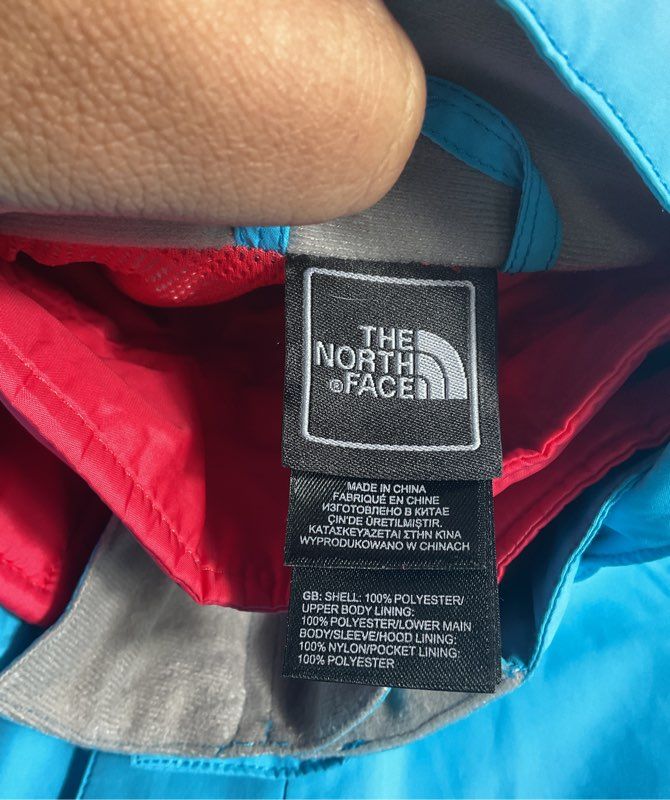 THE
NORTH
®FACE
MADE IN CHINA
FABRIQUÉ EN CHINE
ИЗГОТОВЛЕНО В КИТАЕ
ÇIN'DE ÜRETILMIŞTIR.
ΚΑΤΑΣΚΕΥΆΖΕΤΑΙ ΣΤΗΝ ΚΊΝΑ
WYPRODUKOWANO W CHINACH
GB: SHELL: 100% POLYESTER/
UPPER BODY LINING:
100% POLYESTER/LOWER MAIN
BODY/SLEEVE/HOOD LINING:
100% NYLON/POCKET LINING:
100% POLYESTER